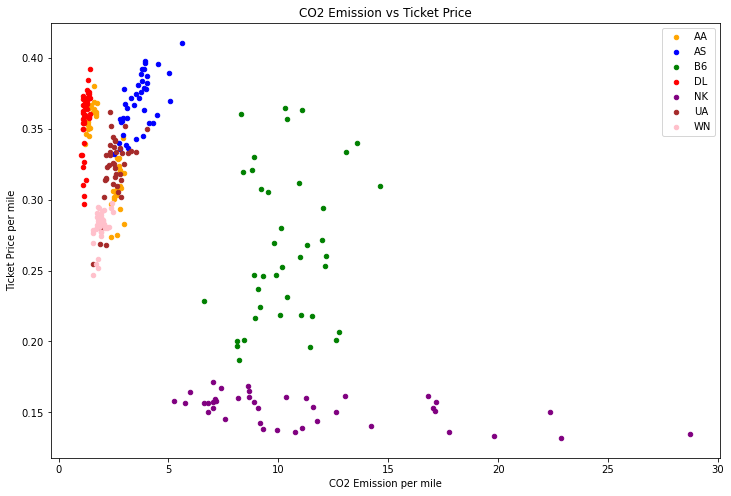 CO2 Emission vs Ticket Price
AA
AS
B6
DL
NK
UA
WN
Ticket Price per mile
0.40
0.35
0.30
0.25
0.20
0.15
0 5 10 15 20 25 30
CO2 Emission per mile